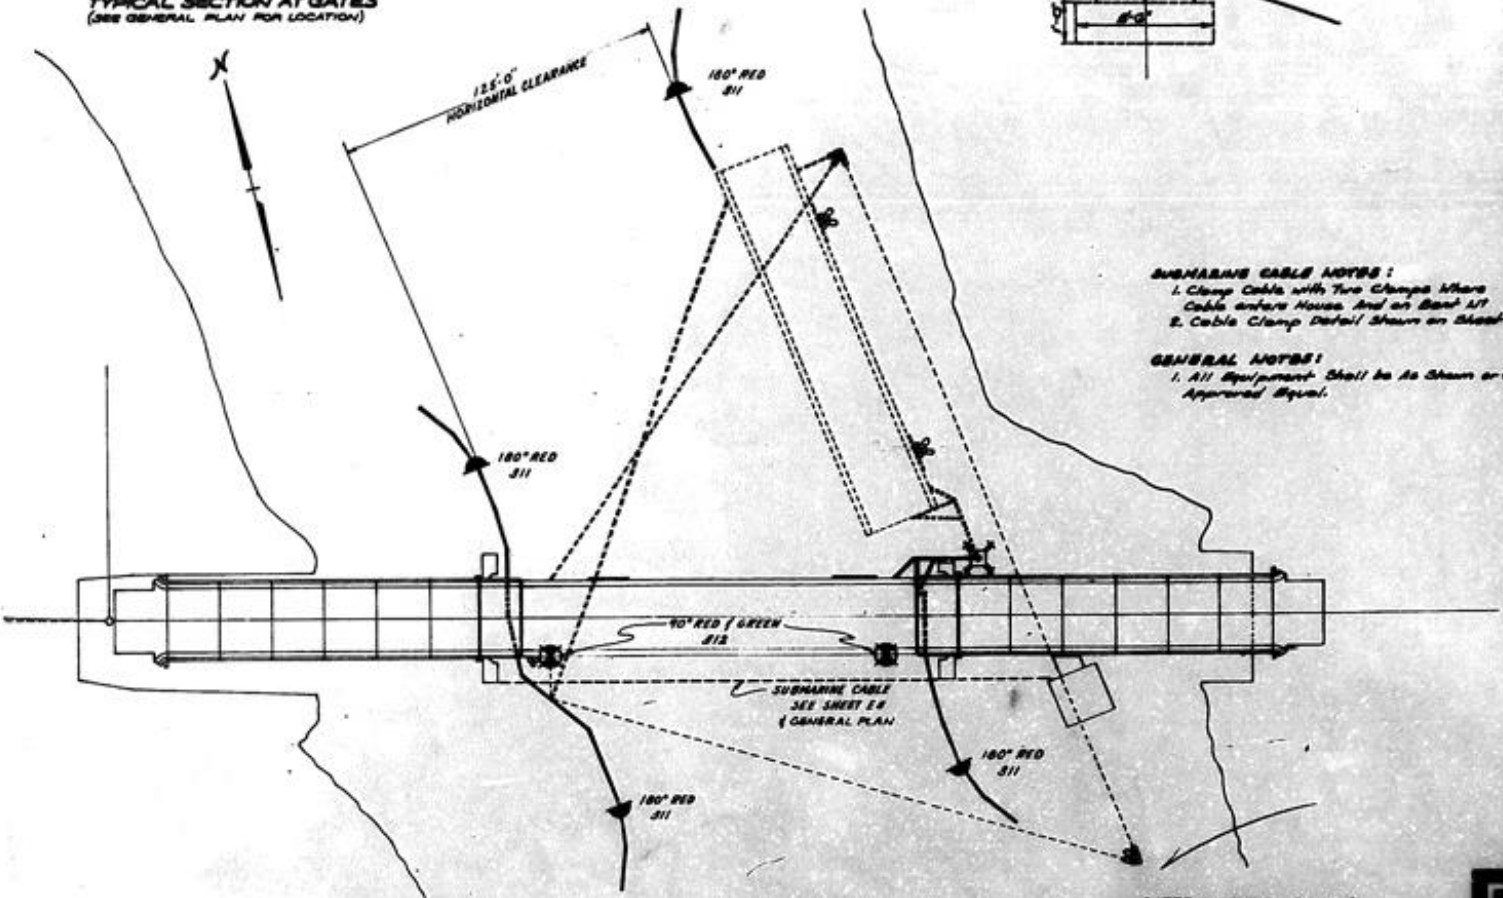 TYPICAL SECTION AT GATES
(SEE GENERAL PLAN FOR LOCATION)
N
125'-0"
HORIZONTAL CLEARANCE
180° RED
311
8'-0"
SUBMARINE CABLE NOTES:
1. Clamp Cable with Two Clamps Where
Cable enters House And on Bent
2. Cable Clamp Detail Shown on Sheet
GENERAL NOTES:
1. All Equipment Shall be As Shown or
Approved Equal.
180° RED
311
90° RED & GREEN
312
SUBMARINE CABLE
SEE SHEET E8
& GENERAL PLAN
180° RED
311
180° RED
311